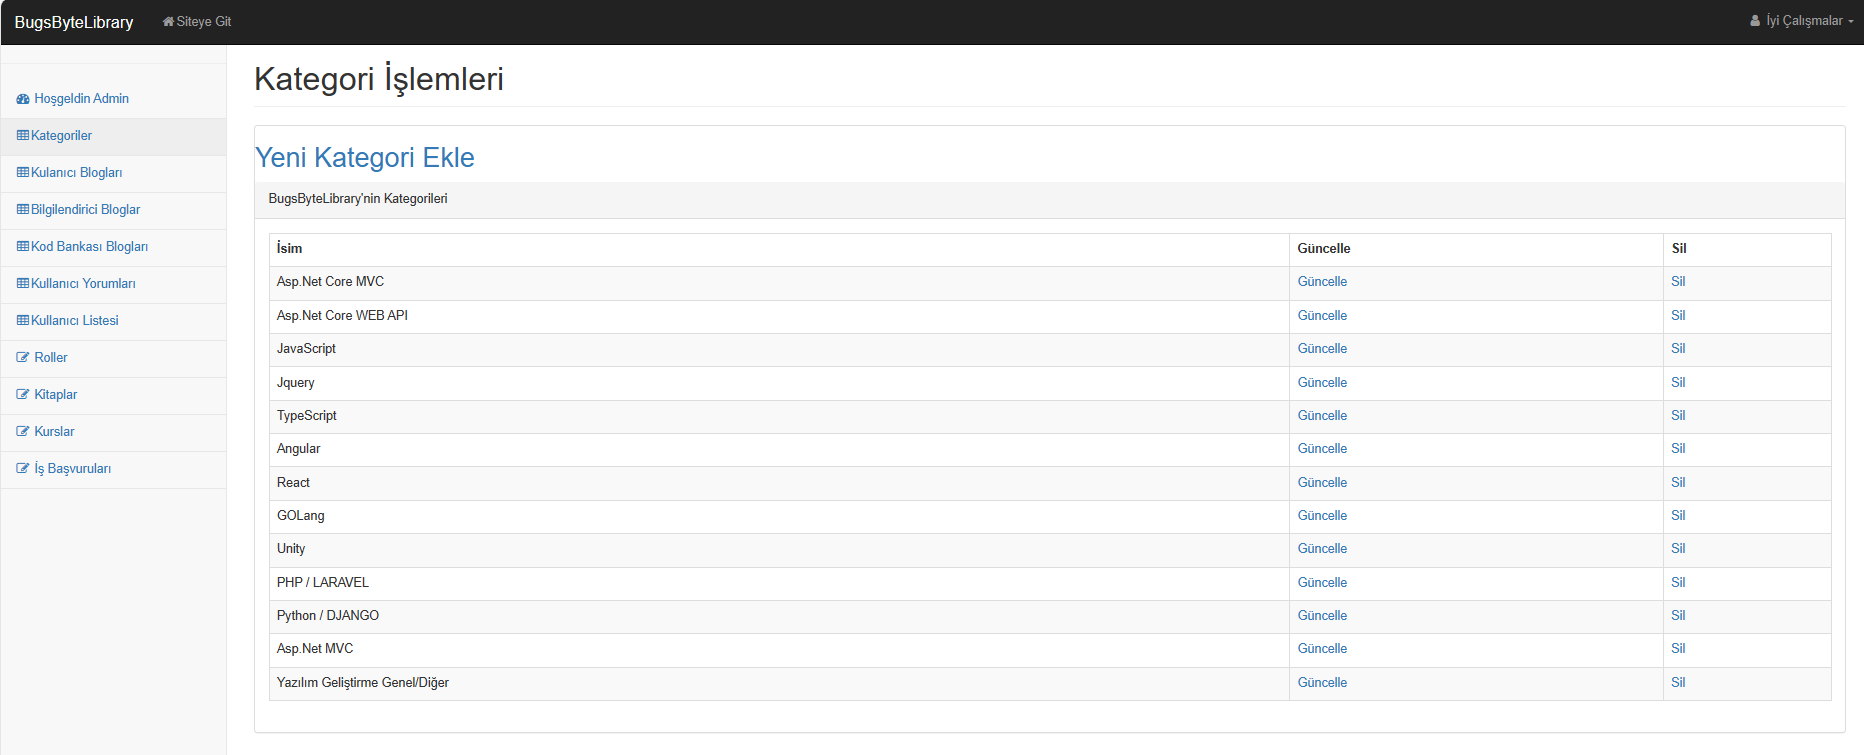 BugsByteLibrary Siteye Git İyi Çalışmalar
Hoşgeldin Admin
Kategoriler
Kulanıcı Blogları
Bilgilendirici Bloglar
Kod Bankası Blogları
Kullanıcı Yorumları
Kullanıcı Listesi
Roller
Kitaplar
Kurslar
İş Başvuruları
Kategori İşlemleri
Yeni Kategori Ekle
BugsByteLibrary'nin Kategorileri
İsim Güncelle Sil
Asp.Net Core MVC Güncelle Sil
Asp.Net Core WEB API Güncelle Sil
JavaScript Güncelle Sil
Jquery Güncelle Sil
TypeScript Güncelle Sil
Angular Güncelle Sil
React Güncelle Sil
GOLang Güncelle Sil
Unity Güncelle Sil
PHP / LARAVEL Güncelle Sil
Python / DJANGO Güncelle Sil
Asp.Net MVC Güncelle Sil
Yazılım Geliştirme Genel/Diğer Güncelle Sil